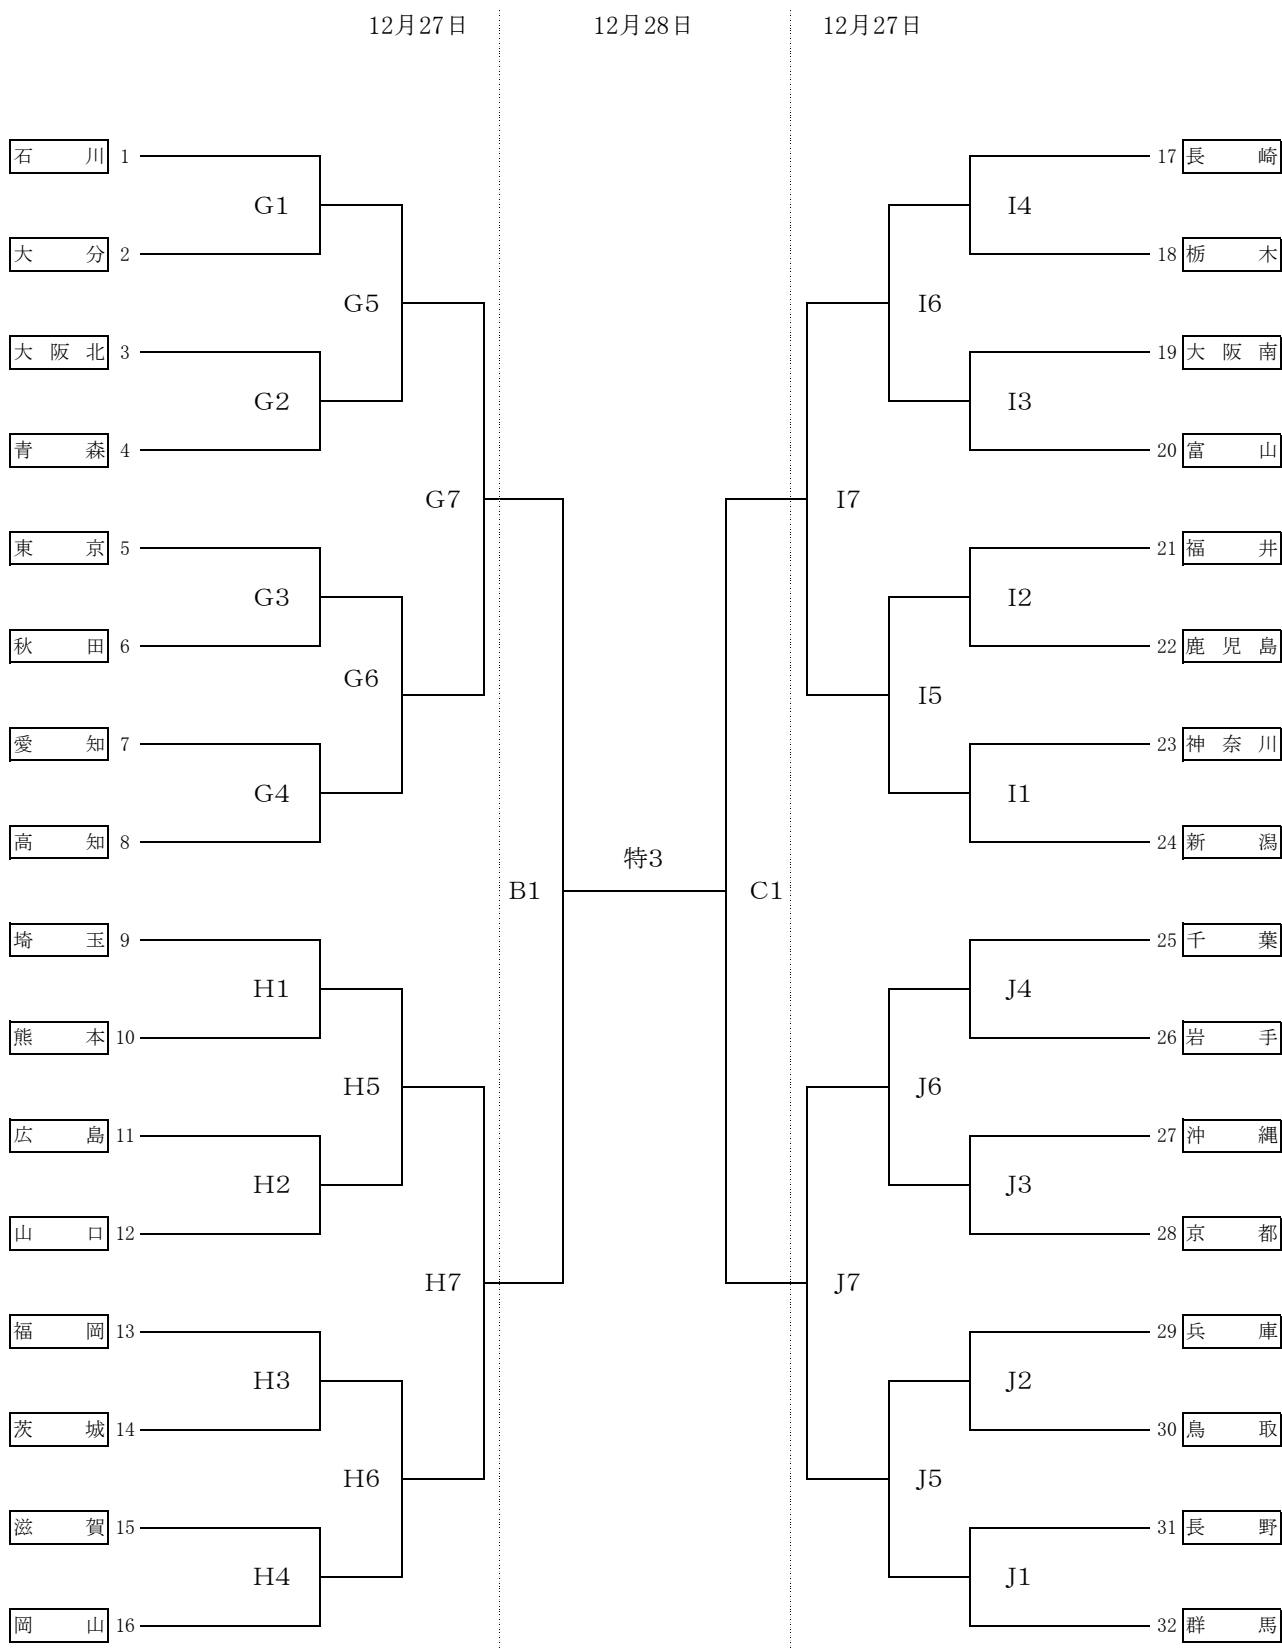 12月27日 12月28日 12月27日
石川 1 17 長崎
G1 I4
大分 2 18 栃木
G5 I6
大阪北 3 19 大阪南
G2 I3
青森 4 20 富山
G7 I7
東京 5 21 福井
G3 I2
秋田 6 22 鹿児島
G6 I5
愛知 7 23 神奈川
G4 I1
高知 8 24 新潟
特3
B1 C1
埼玉 9 25 千葉
H1 J4
熊本 10 26 岩手
H5 J6
広島 11 27 沖縄
H2 J3
山口 12 28 京都
H7 J7
福岡 13 29 兵庫
H3 J2
茨城 14 30 鳥取
H6 J5
滋賀 15 31 長野
H4 J1
岡山 16 32 群馬